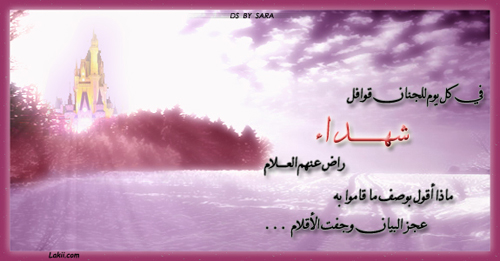 DS BY SARA
في كل يوم للجنان قوافل
شهداء
راض عنهم العلام
ماذا أقول بوصف ما قاموا به
عجز البيان وجفت الأقلام ...
Lakii.com